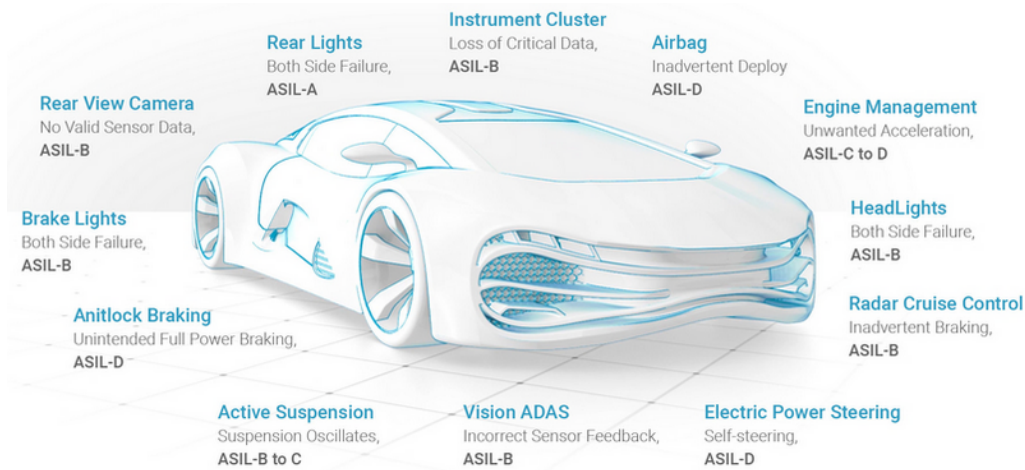 Instrument Cluster
Loss of Critical Data,
ASIL-B
Rear Lights
Both Side Failure,
ASIL-A
Airbag
Inadvertent Deploy
ASIL-D
Rear View Camera
No Valid Sensor Data,
ASIL-B
Engine Management
Unwanted Acceleration,
ASIL-C to D
Brake Lights
Both Side Failure,
ASIL-B
HeadLights
Both Side Failure,
ASIL-B
Anitlock Braking
Unintended Full Power Braking,
ASIL-D
Radar Cruise Control
Inadvertent Braking,
ASIL-B
Active Suspension
Suspension Oscillates,
ASIL-B to C
Vision ADAS
Incorrect Sensor Feedback,
ASIL-B
Electric Power Steering
Self-steering,
ASIL-D